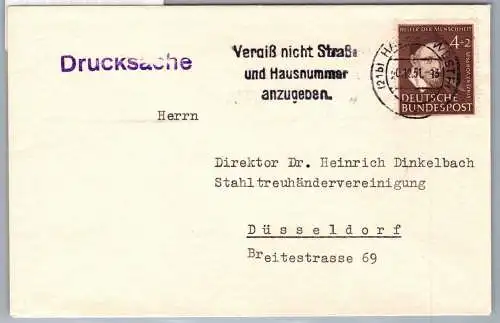 Drucksache
Vergiß nicht Straße
und Hausnummer
anzugeben.
HELFER DER MENSCHHEIT
4+2
DEUTSCHE
BUNDESPOST
Herrn
Direktor Dr. Heinrich Dinkelbach
Stahltreuhändervereinigung
Düsseldorf
Breitestrasse 69